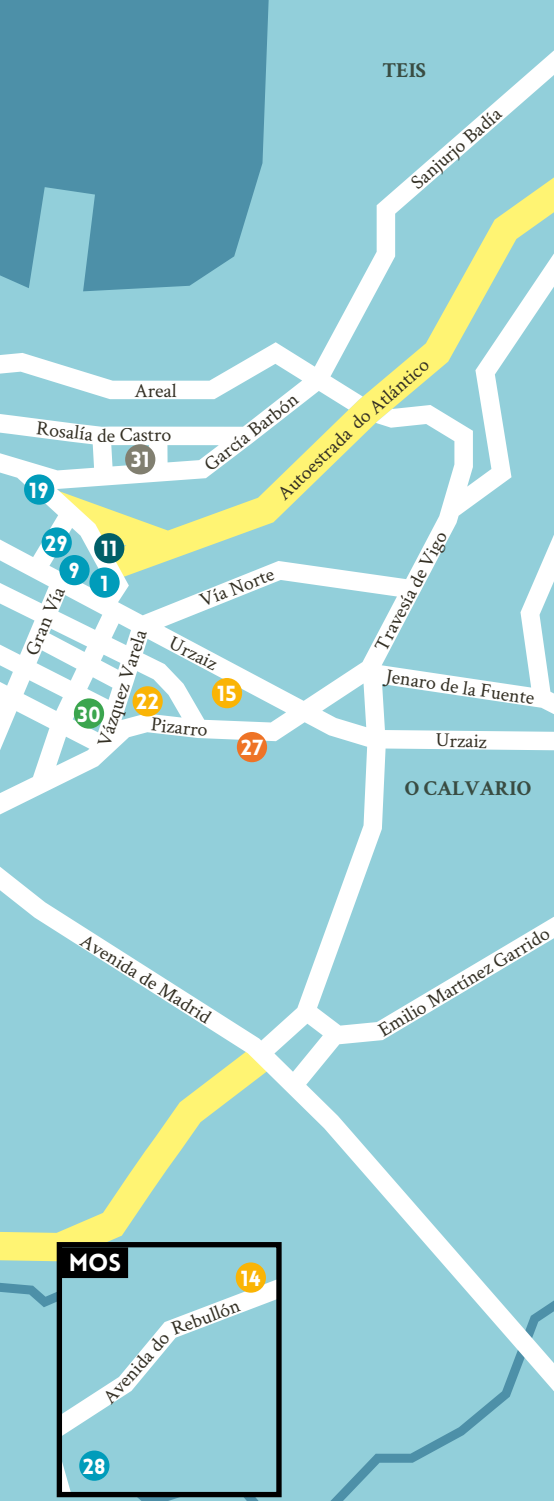 TEIS
Sanjurjo Badía
Autoestrada do Atlántico
Areal
García Barbón
Rosalía de Castro
31
19
29
11
9
1
Vía Norte
Travesía de Vigo
Gran Vía
Urzaiz
Vázquez Varela
Jenaro de la Fuente
15
22
30
Pizarro
27
Urzaiz
O CALVARIO
Avenida de Madrid
Emilio Martínez Garrido
MOS
14
Avenida do Rebullón
28